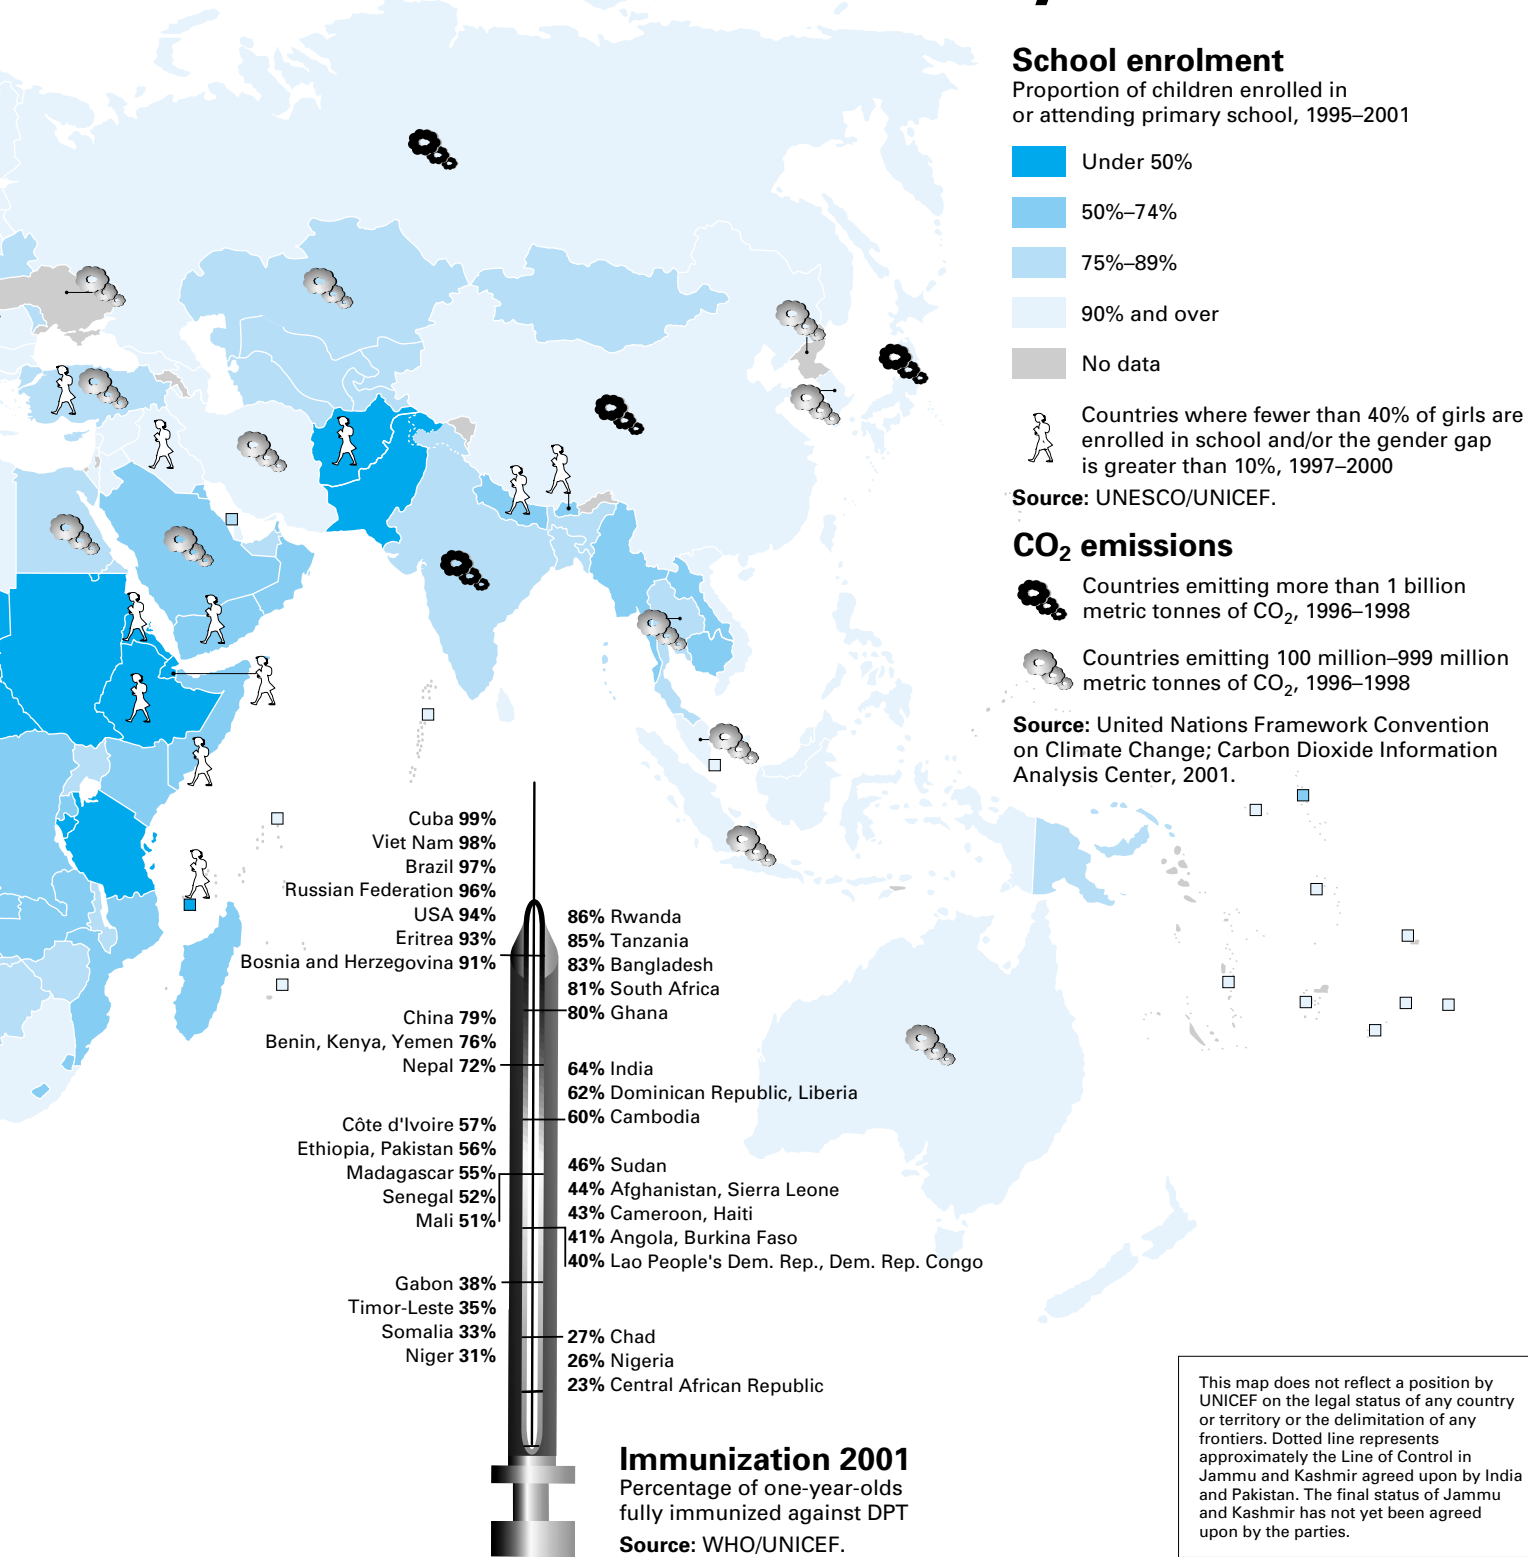 School enrolment
Proportion of children enrolled in
or attending primary school, 1995–2001
Under 50%
50%–74%
75%–89%
90% and over
No data
Countries where fewer than 40% of girls are
enrolled in school and/or the gender gap
is greater than 10%, 1997–2000
Source: UNESCO/UNICEF.
CO2 emissions
Countries emitting more than 1 billion
metric tonnes of CO2, 1996–1998
Countries emitting 100 million–999 million
metric tonnes of CO2, 1996–1998
Source: United Nations Framework Convention
on Climate Change; Carbon Dioxide Information
Analysis Center, 2001.
Cuba 99%
Viet Nam 98%
Brazil 97%
Russian Federation 96%
USA 94%
Eritrea 93%
Bosnia and Herzegovina 91%
86% Rwanda
85% Tanzania
83% Bangladesh
81% South Africa
80% Ghana
China 79%
Benin, Kenya, Yemen 76%
Nepal 72%
64% India
62% Dominican Republic, Liberia
60% Cambodia
Côte d'Ivoire 57%
Ethiopia, Pakistan 56%
Madagascar 55%
Senegal 52%
Mali 51%
46% Sudan
44% Afghanistan, Sierra Leone
43% Cameroon, Haiti
41% Angola, Burkina Faso
40% Lao People's Dem. Rep., Dem. Rep. Congo
Gabon 38%
Timor-Leste 35%
Somalia 33%
Niger 31%
27% Chad
26% Nigeria
23% Central African Republic
Immunization 2001
Percentage of one-year-olds
fully immunized against DPT
Source: WHO/UNICEF.
This map does not reflect a position by
UNICEF on the legal status of any country
or territory or the delimitation of any
frontiers. Dotted line represents
approximately the Line of Control in
Jammu and Kashmir agreed upon by India
and Pakistan. The final status of Jammu
and Kashmir has not yet been agreed
upon by the parties.